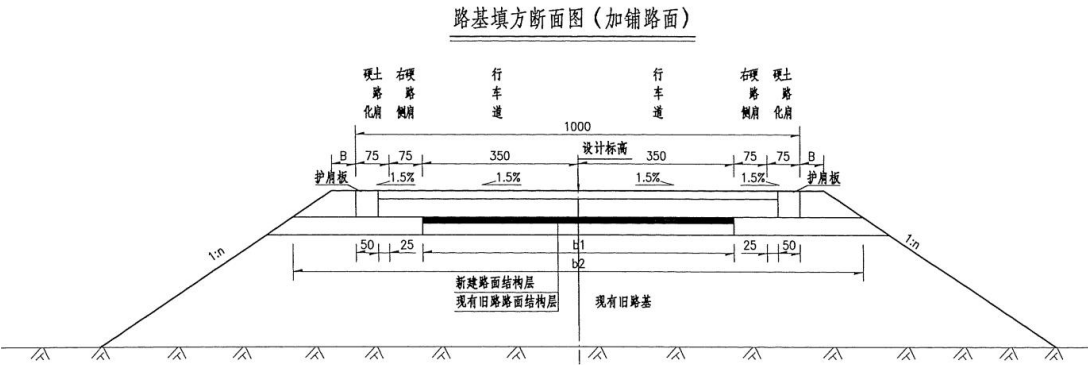 路基填方断面图(加铺路面)
硬土路化肩
右硬路侧肩
行车道
行车道
右硬路侧肩
硬土路化肩
1000
设计标高
B 75 75 350 350 75 75 B
护肩板 1.5% 1.5% 1.5% 1.5% 护肩板
1:n 1:n
50 25 b1 25 50
b2
新建路面结构层
现有旧路路面结构层 现有旧路基